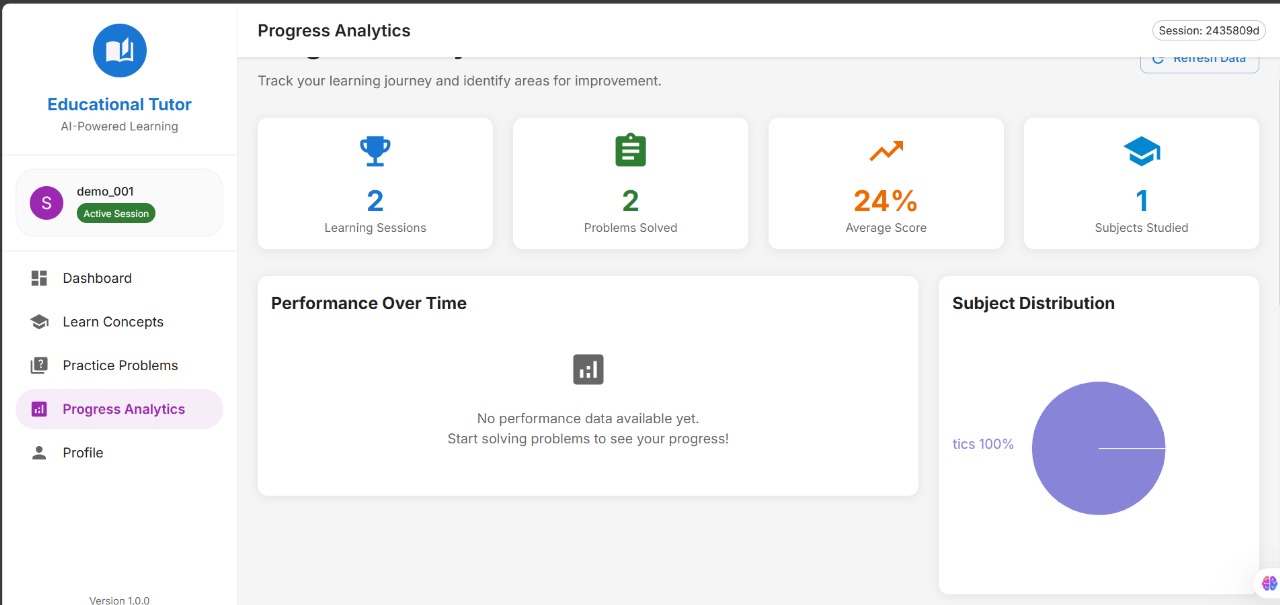 Educational Tutor
AI-Powered Learning
S
demo_001
Active Session
Dashboard
Learn Concepts
Practice Problems
Progress Analytics
Profile
Version 1.0.0
Progress Analytics
Session: 2435809d
Refresh Data
Track your learning journey and identify areas for improvement.
2
Learning Sessions
2
Problems Solved
24%
Average Score
1
Subjects Studied
Performance Over Time
No performance data available yet.
Start solving problems to see your progress!
Subject Distribution
tics 100%